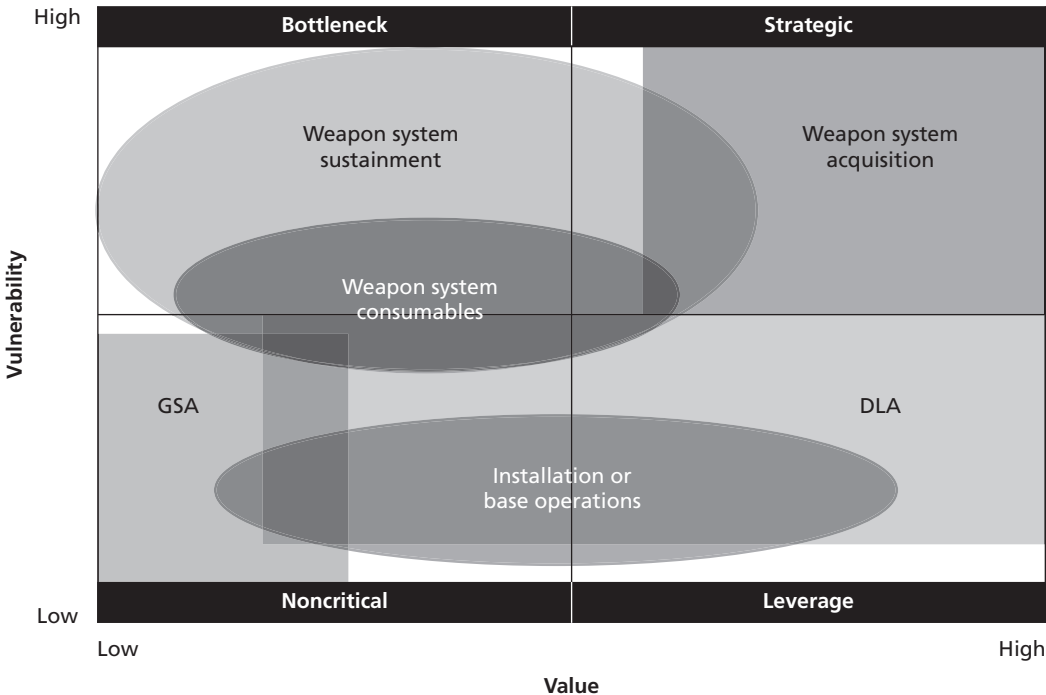 High
Bottleneck
Strategic
Weapon system
sustainment
Weapon system
acquisition
Weapon system
consumables
Vulnerability
GSA
DLA
Installation or
base operations
Noncritical
Leverage
Low
Low
High
Value